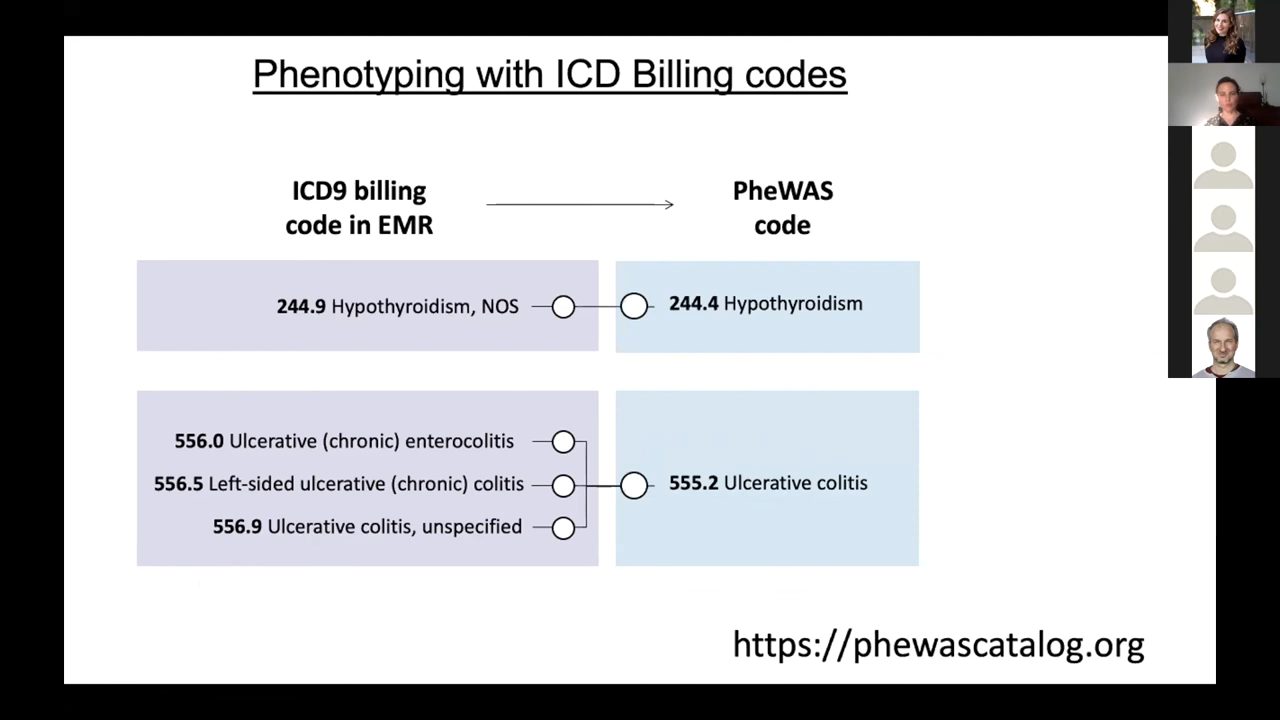 Phenotyping with ICD Billing codes
ICD9 billing
code in EMR
PheWAS
code
244.9 Hypothyroidism, NOS
244.4 Hypothyroidism
556.0 Ulcerative (chronic) enterocolitis
556.5 Left-sided ulcerative (chronic) colitis
556.9 Ulcerative colitis, unspecified
555.2 Ulcerative colitis
https://phewascatalog.org